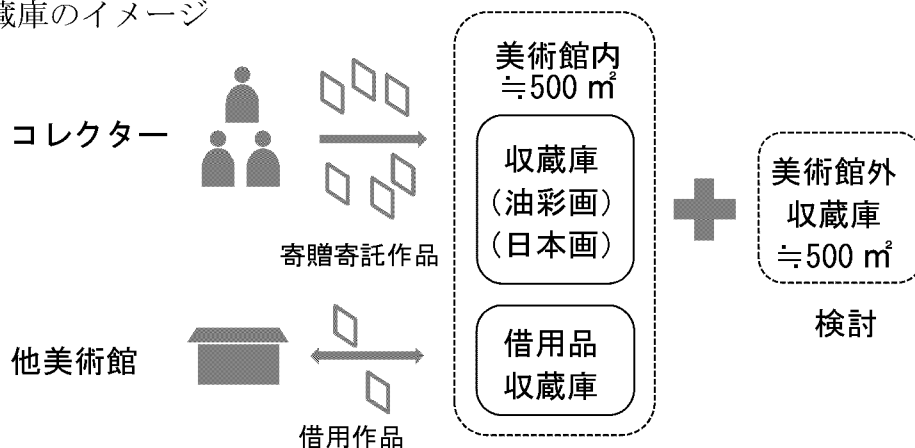 蔵庫のイメージ
コレクター
寄贈寄託作品
他美術館
借用作品
美術館内
≒500 ㎡
収蔵庫
(油彩画)
(日本画)
借用品
収蔵庫
美術館外
収蔵庫
≒500 ㎡
検討